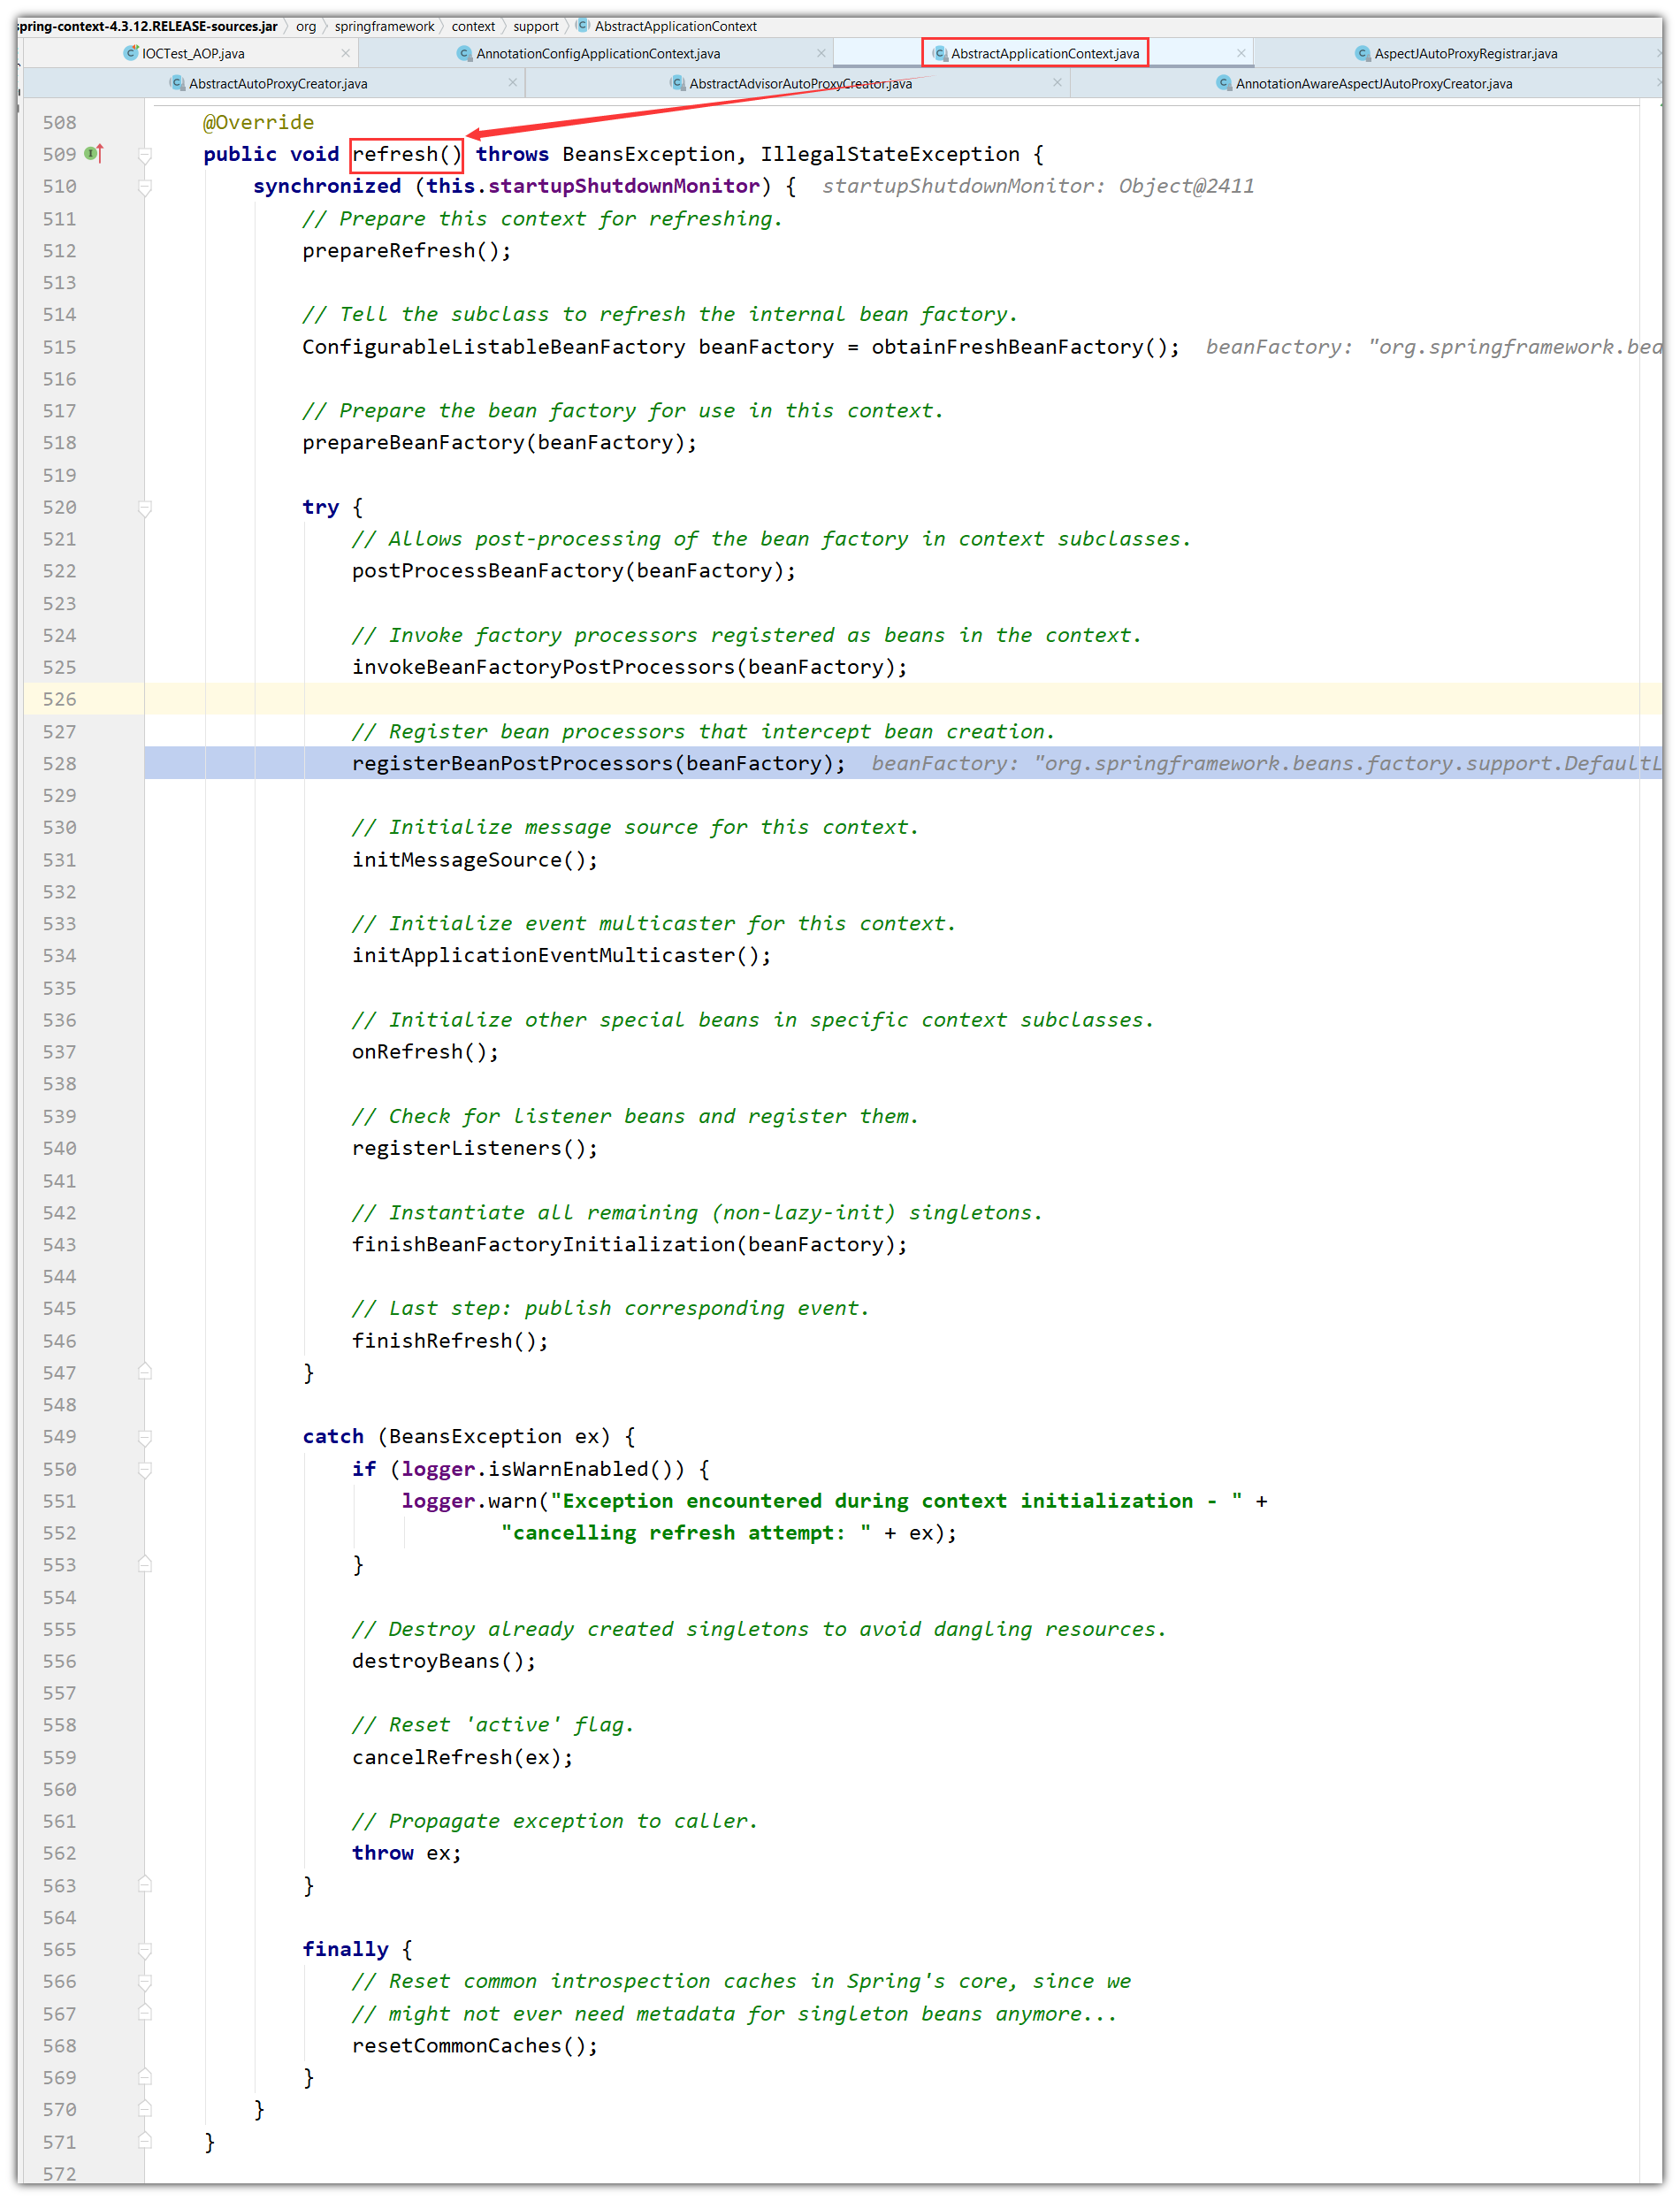 spring-context-4.3.12.RELEASE-sources.jar org springframework context support AbstractApplicationContext
IOCTest_AOP.java AnnotationConfigApplicationContext.java AbstractApplicationContext.java AspectJAutoProxyRegistrar.java
AbstractAutoProxyCreator.java AbstractAdvisorAutoProxyCreator.java AnnotationAwareAspectJAutoProxyCreator.java
508 @Override
509 public void refresh() throws BeansException, IllegalStateException {
510 synchronized (this.startupShutdownMonitor) { startupShutdownMonitor: Object@2411
511 // Prepare this context for refreshing.
512 prepareRefresh();
513
514 // Tell the subclass to refresh the internal bean factory.
515 ConfigurableListableBeanFactory beanFactory = obtainFreshBeanFactory(); beanFactory: "org.springframework.bea
516
517 // Prepare the bean factory for use in this context.
518 prepareBeanFactory(beanFactory);
519
520 try {
521 // Allows post-processing of the bean factory in context subclasses.
522 postProcessBeanFactory(beanFactory);
523
524 // Invoke factory processors registered as beans in the context.
525 invokeBeanFactoryPostProcessors(beanFactory);
526
527 // Register bean processors that intercept bean creation.
528 registerBeanPostProcessors(beanFactory); beanFactory: "org.springframework.beans.factory.support.DefaultL
529
530 // Initialize message source for this context.
531 initMessageSource();
532
533 // Initialize event multicaster for this context.
534 initApplicationEventMulticaster();
535
536 // Initialize other special beans in specific context subclasses.
537 onRefresh();
538
539 // Check for listener beans and register them.
540 registerListeners();
541
542 // Instantiate all remaining (non-lazy-init) singletons.
543 finishBeanFactoryInitialization(beanFactory);
544
545 // Last step: publish corresponding event.
546 finishRefresh();
547 }
548
549 catch (BeansException ex) {
550 if (logger.isWarnEnabled()) {
551 logger.warn("Exception encountered during context initialization - " +
552 "cancelling refresh attempt: " + ex);
553 }
554
555 // Destroy already created singletons to avoid dangling resources.
556 destroyBeans();
557
558 // Reset 'active' flag.
559 cancelRefresh(ex);
560
561 // Propagate exception to caller.
562 throw ex;
563 }
564
565 finally {
566 // Reset common introspection caches in Spring's core, since we
567 // might not ever need metadata for singleton beans anymore...
568 resetCommonCaches();
569 }
570 }
571 }
572